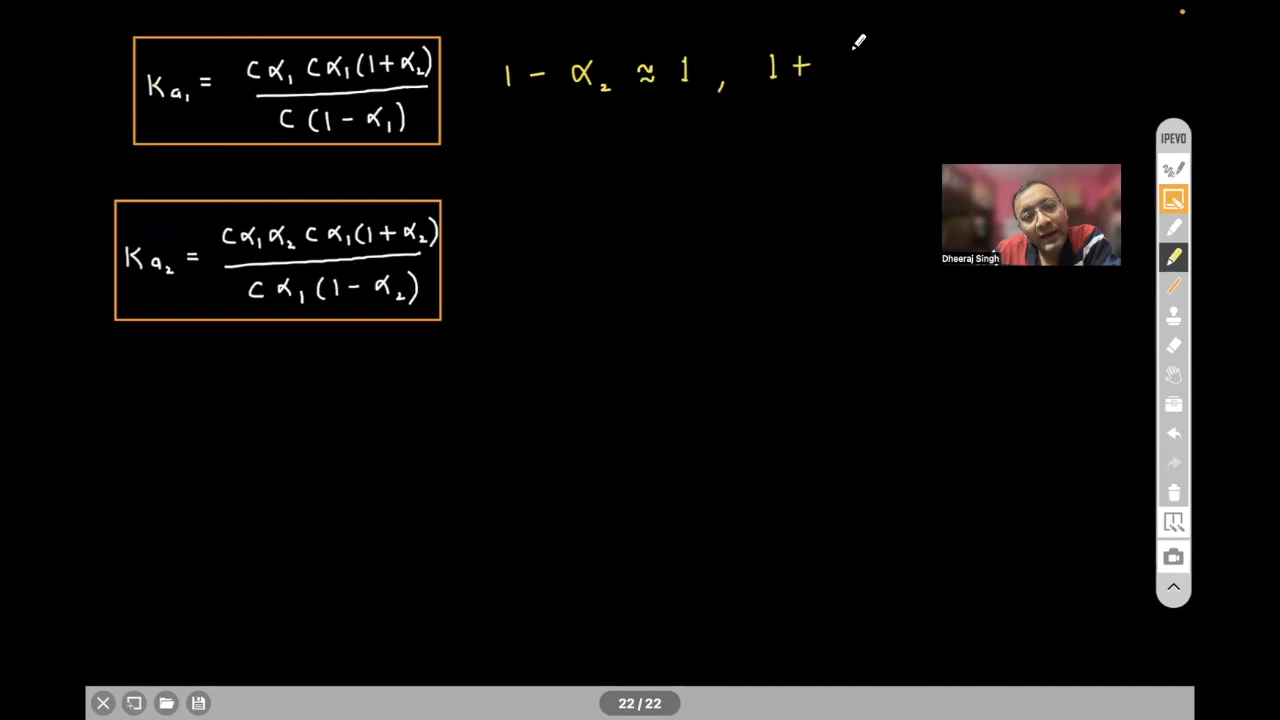 Ka₁ = Cα₁ Cα₁(1+α₂) / C(1-α₁)
1 - α₂ ≈ 1 , 1 +
IPEVO
Dheeraj Singh
Ka₂ = Cα₁α₂ Cα₁(1+α₂) / Cα₁(1-α₂)
22 / 22